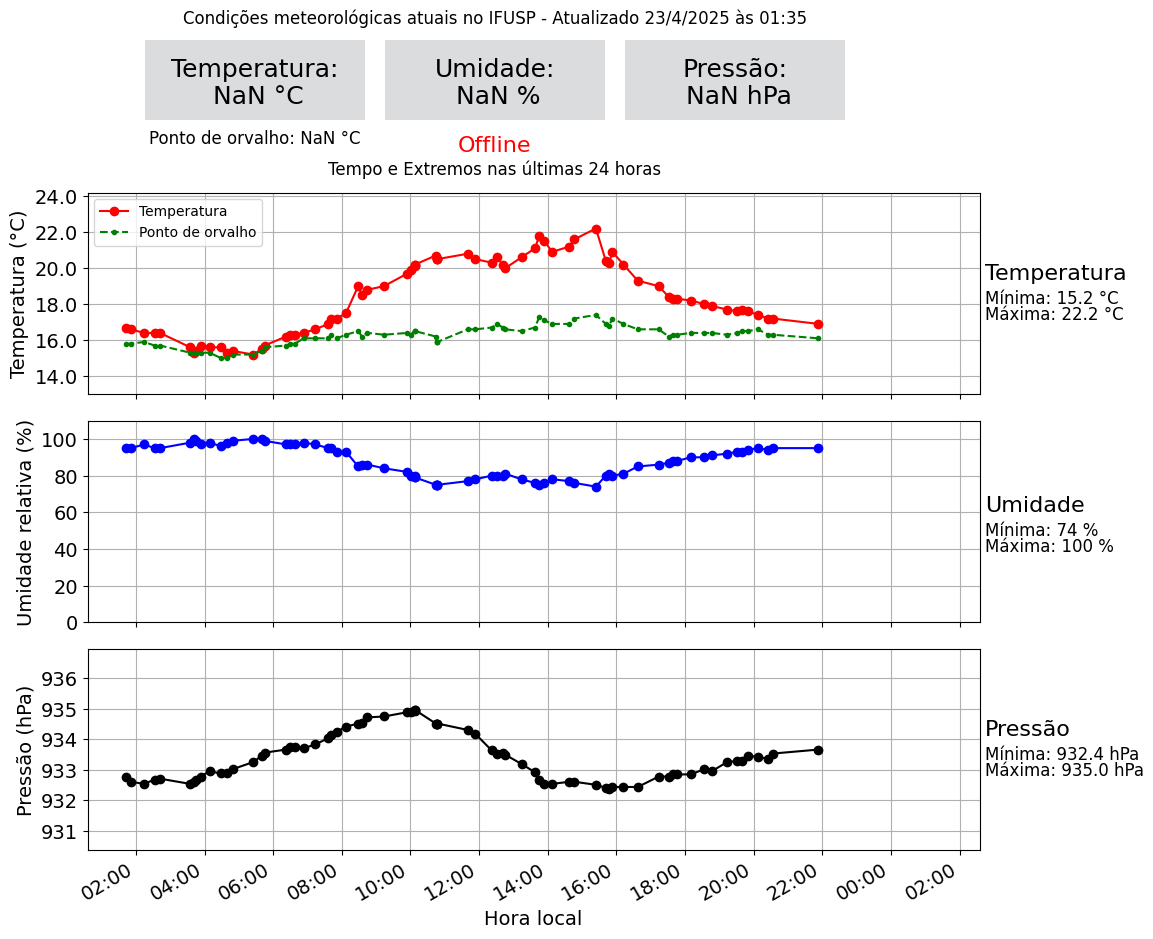 Condições meteorológicas atuais no IFUSP - Atualizado 23/4/2025 às 01:35
Temperatura:
NaN °C
Umidade:
NaN %
Pressão:
NaN hPa
Ponto de orvalho: NaN °C
Offline
Tempo e Extremos nas últimas 24 horas
Temperatura (°C)
24.0
22.0
20.0
18.0
16.0
14.0
Temperatura
Ponto de orvalho
Temperatura
Mínima: 15.2 °C
Máxima: 22.2 °C
Umidade relativa (%)
100
80
60
40
20
0
Umidade
Mínima: 74 %
Máxima: 100 %
Pressão (hPa)
936
935
934
933
932
931
Pressão
Mínima: 932.4 hPa
Máxima: 935.0 hPa
02:00 04:00 06:00 08:00 10:00 12:00 14:00 16:00 18:00 20:00 22:00 00:00 02:00
Hora local